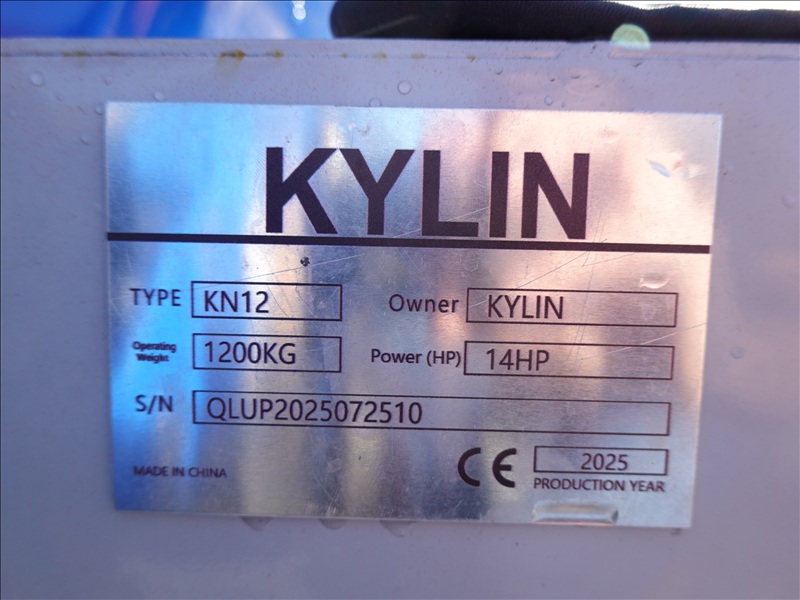 KYLIN
TYPE KN12 Owner KYLIN
Operating Weight 1200KG Power (HP) 14HP
S/N QLUP2025072510
CE 2025
MADE IN CHINA PRODUCTION YEAR